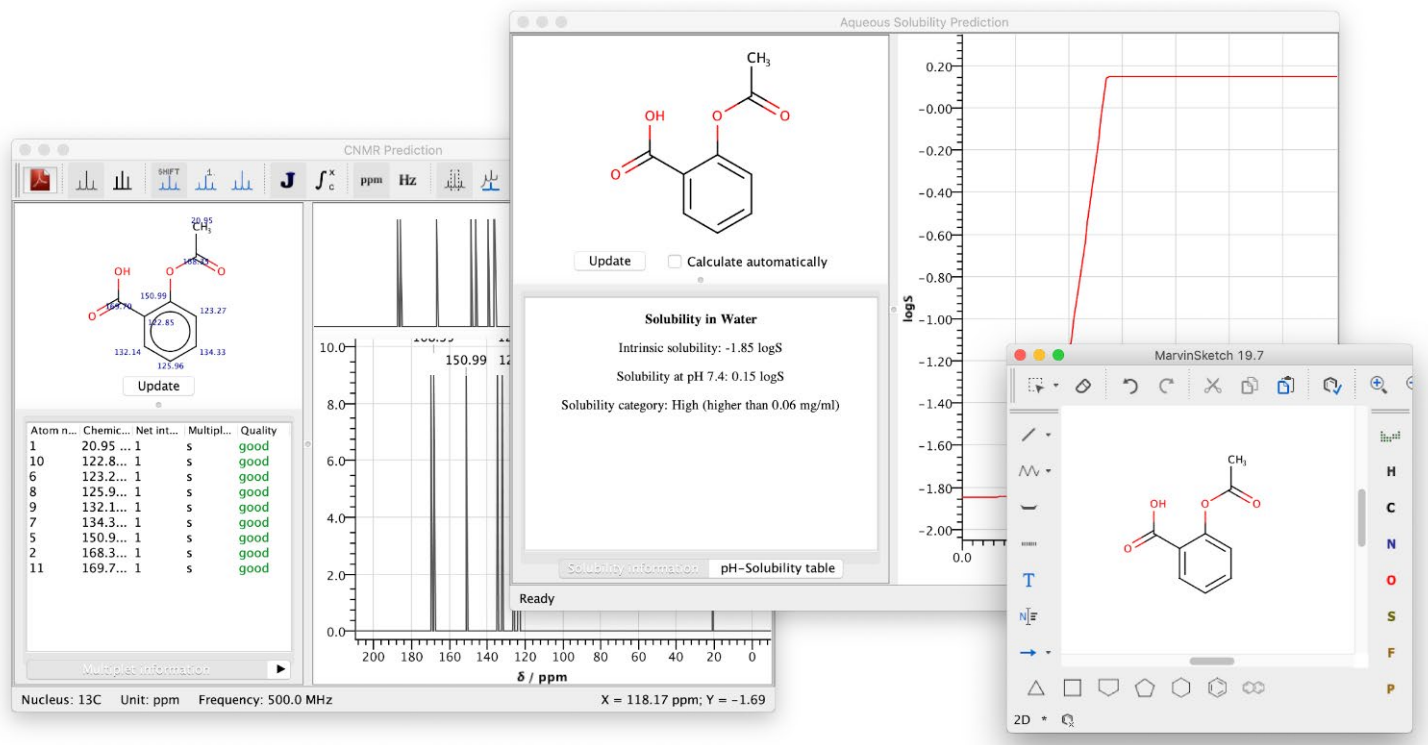 Aqueous Solubility Prediction
CH₃
OH
O
O
O
Update
Calculate automatically
Solubility in Water
Intrinsic solubility: -1.85 logS
Solubility at pH 7.4: 0.15 logS
Solubility category: High (higher than 0.06 mg/ml)
Solubility information
pH-Solubility table
Ready
logS
0.20
-0.00
-0.20
-0.40
-0.60
-0.80
-1.00
-1.20
-1.40
-1.60
-1.80
-2.00
0.0
CNMR Prediction
SHIFT
1
J
∫ x c
ppm
Hz
20.95
CH₃
OH
O
O
O
150.99
123.27
122.85
132.14
134.33
125.96
Update
Atom n... Chemic... Net int... Multipl... Quality
1 20.95 ... 1 s good
10 122.8... 1 s good
6 123.2... 1 s good
8 125.9... 1 s good
9 132.1... 1 s good
7 134.3... 1 s good
5 150.9... 1 s good
2 168.3... 1 s good
11 169.7... 1 s good
Multiplet information
150.99
10.0
8.0
6.0
4.0
2.0
0.0
200 180 160 140 120 100 80 60 40 20 0
δ / ppm
Nucleus: 13C Unit: ppm Frequency: 500.0 MHz
X = 118.17 ppm; Y = -1.69
MarvinSketch 19.7
CH₃
OH
O
O
O
T
N
H
C
N
O
S
F
P
2D *